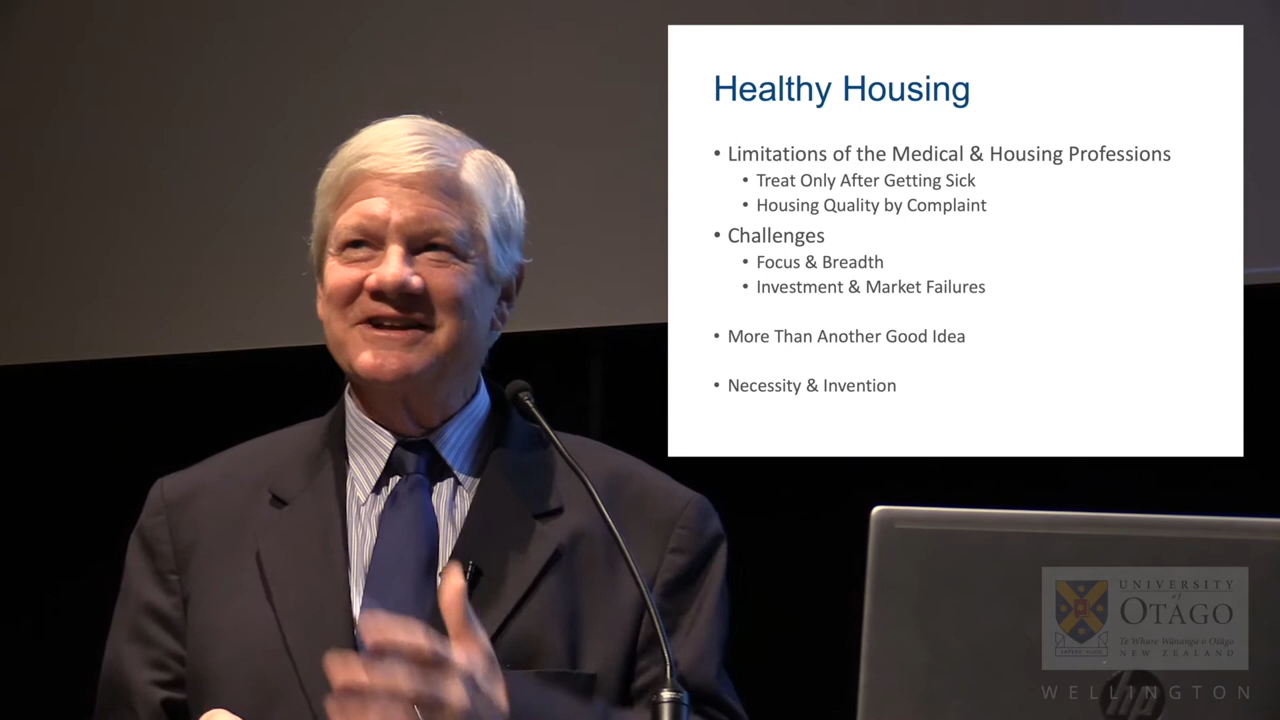 Healthy Housing
• Limitations of the Medical & Housing Professions
• Treat Only After Getting Sick
• Housing Quality by Complaint
• Challenges
• Focus & Breadth
• Investment & Market Failures
• More Than Another Good Idea
• Necessity & Invention
UNIVERSITY
of
OTAGO
Te Whare Wānanga o Otāgo
NEW ZEALAND
WELLINGTON
hp